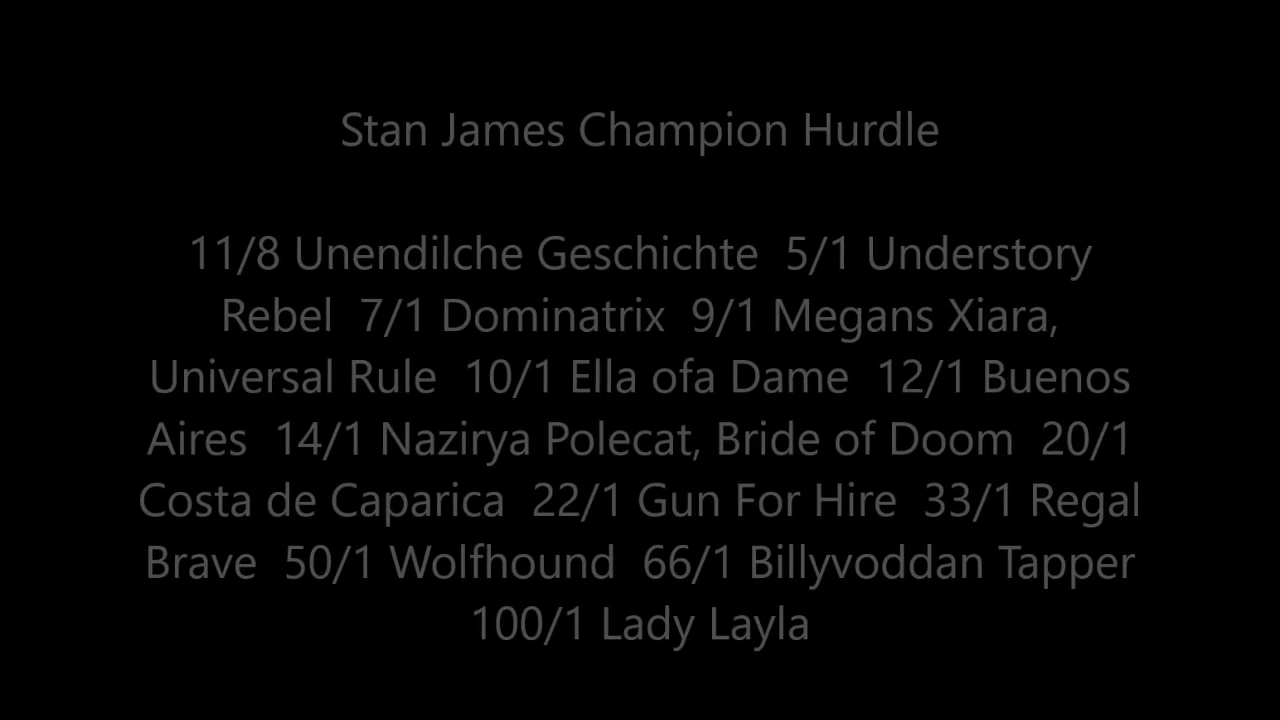 Stan James Champion Hurdle
11/8 Unendilche Geschichte  5/1 Understory
Rebel  7/1 Dominatrix  9/1 Megans Xiara,
Universal Rule  10/1 Ella ofa Dame  12/1 Buenos
Aires  14/1 Nazirya Polecat, Bride of Doom  20/1
Costa de Caparica  22/1 Gun For Hire  33/1 Regal
Brave  50/1 Wolfhound  66/1 Billyvoddan Tapper
100/1 Lady Layla